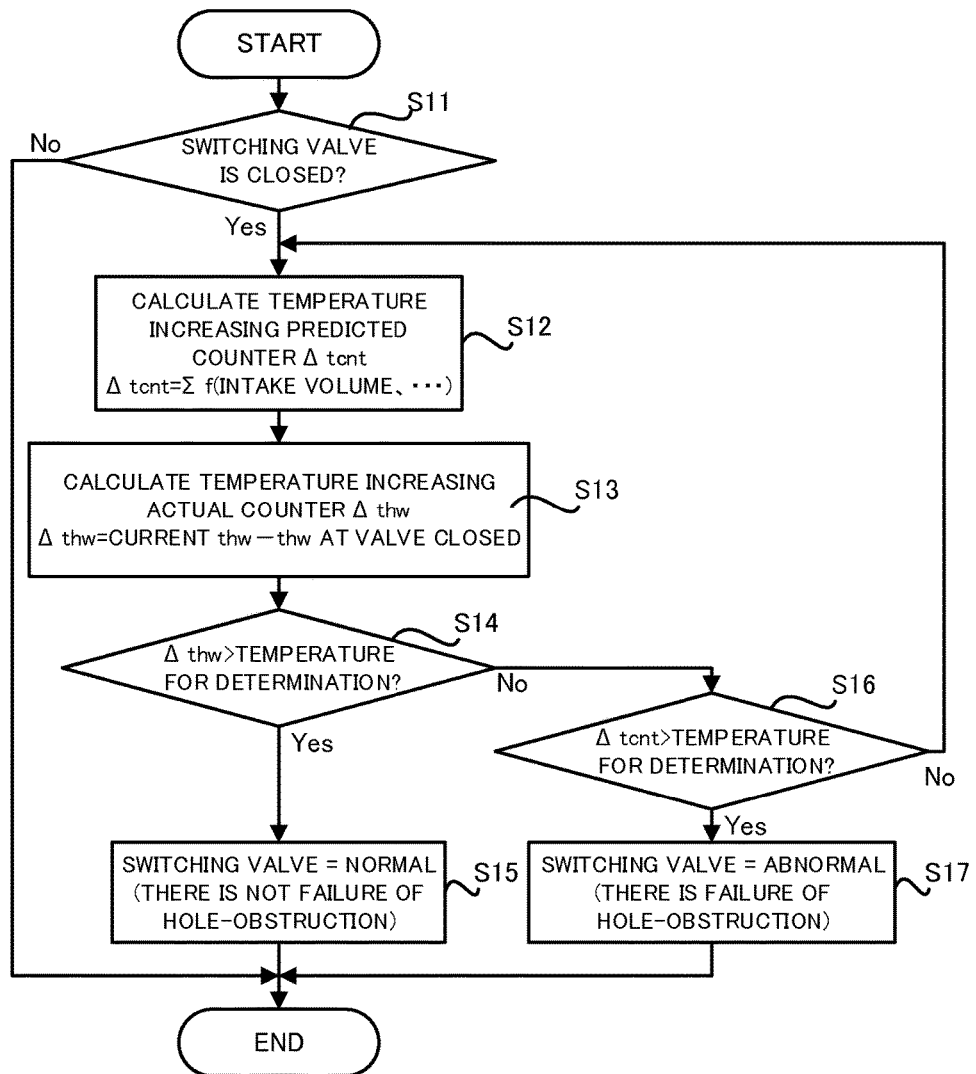 START
S11
No
SWITCHING VALVE
IS CLOSED?
Yes
CALCULATE TEMPERATURE
INCREASING PREDICTED
COUNTER Δ tcnt
Δ tcnt=Σ f(INTAKE VOLUME、･･･)
S12
CALCULATE TEMPERATURE INCREASING
ACTUAL COUNTER Δ thw
Δ thw=CURRENT thw－thw AT VALVE CLOSED
S13
S14
Δ thw>TEMPERATURE
FOR DETERMINATION?
No
Yes
S16
Δ tcnt>TEMPERATURE
FOR DETERMINATION?
No
Yes
SWITCHING VALVE = NORMAL
(THERE IS NOT FAILURE OF
HOLE-OBSTRUCTION)
S15
SWITCHING VALVE = ABNORMAL
(THERE IS FAILURE OF
HOLE-OBSTRUCTION)
S17
END